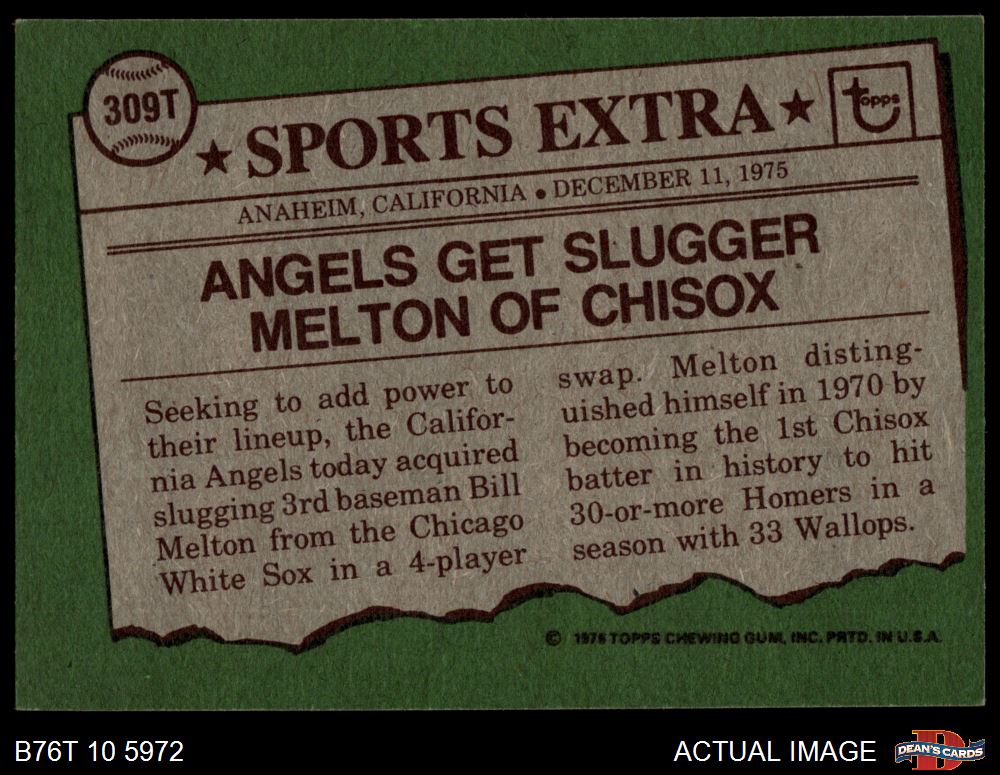 309T
★ SPORTS EXTRA ★
Topps
ANAHEIM, CALIFORNIA • DECEMBER 11, 1975
ANGELS GET SLUGGER
MELTON OF CHISOX
Seeking to add power to
their lineup, the Califor-
nia Angels today acquired
slugging 3rd baseman Bill
Melton from the Chicago
White Sox in a 4-player
swap. Melton disting-
uished himself in 1970 by
becoming the 1st Chisox
batter in history to hit
30-or-more Homers in a
season with 33 Wallops.
© 1976 TOPPS CHEWING GUM, INC. PRTD. IN U.S.A.
B76T 10 5972
ACTUAL IMAGE
DEAN'S CARDS